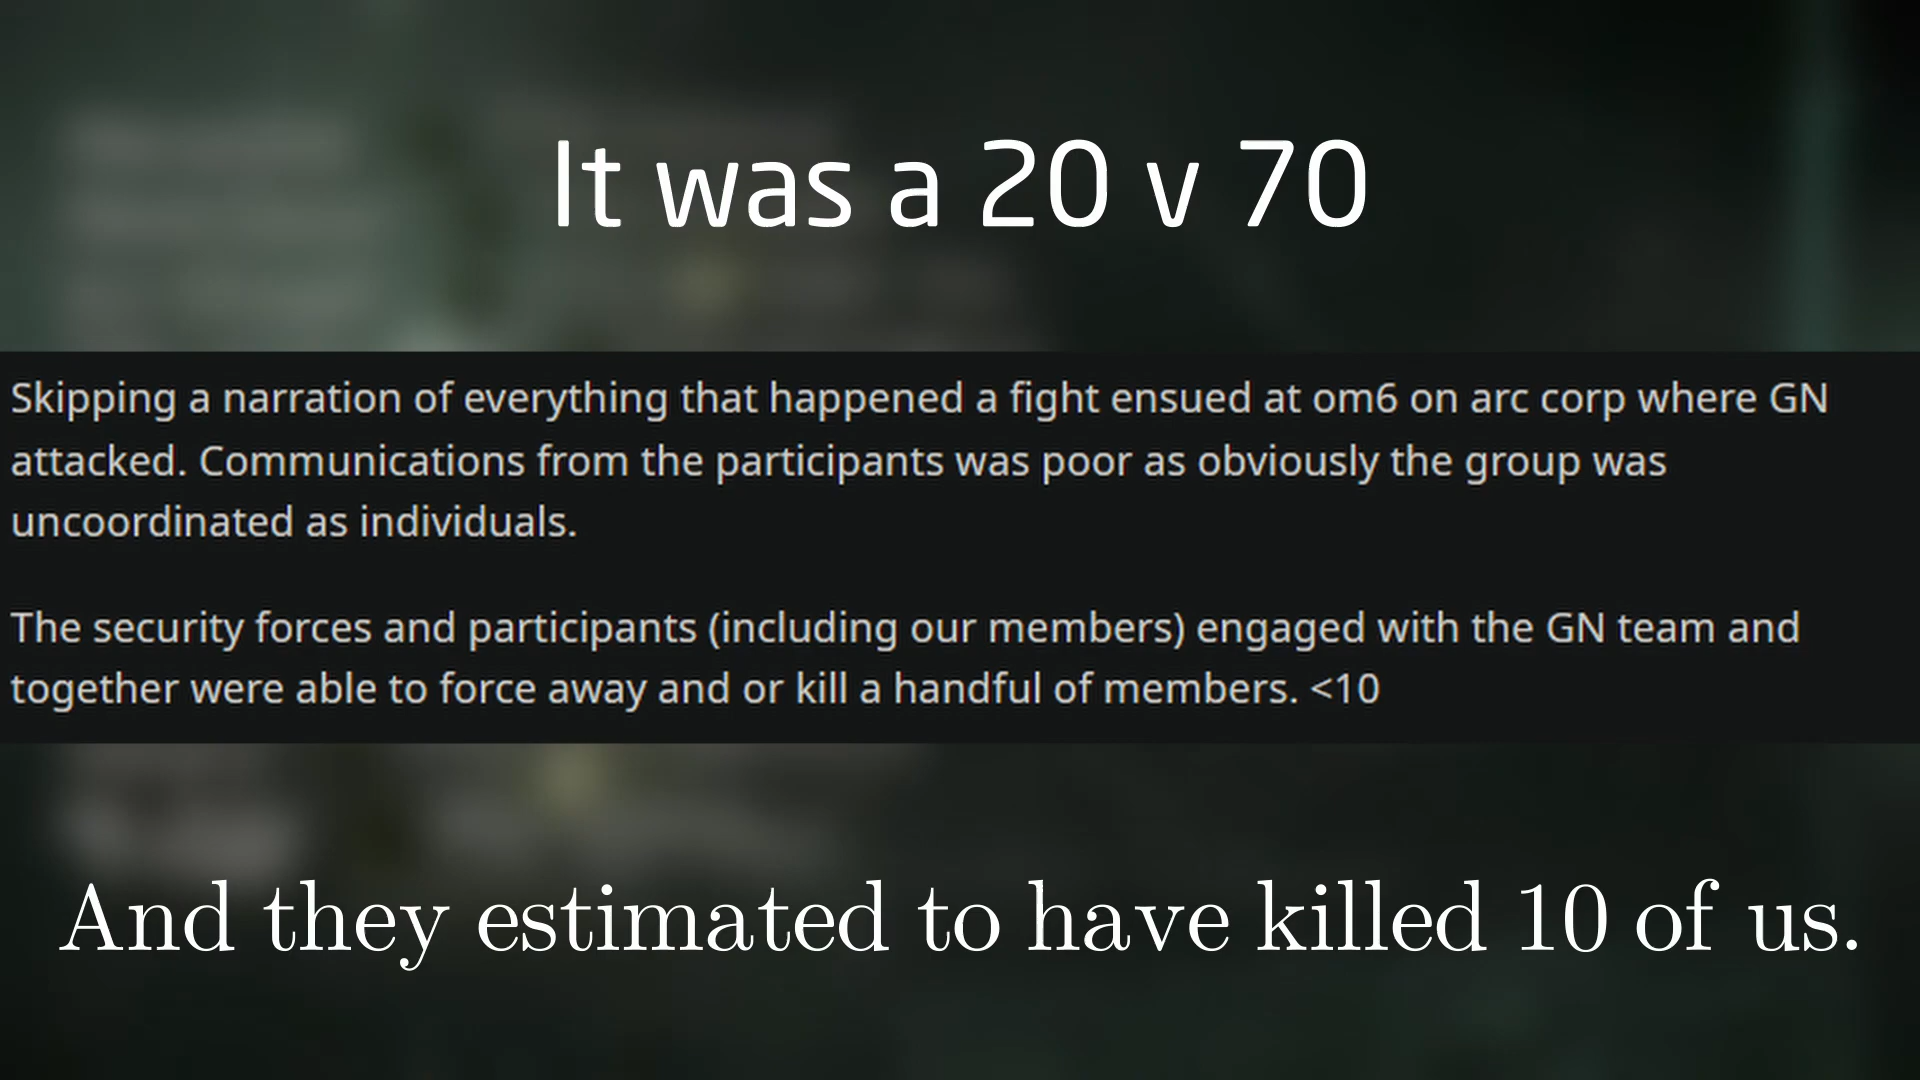 It was a 20 v 70
Skipping a narration of everything that happened a fight ensued at om6 on arc corp where GN
attacked. Communications from the participants was poor as obviously the group was
uncoordinated as individuals.
The security forces and participants (including our members) engaged with the GN team and
together were able to force away and or kill a handful of members. <10
And they estimated to have killed 10 of us.